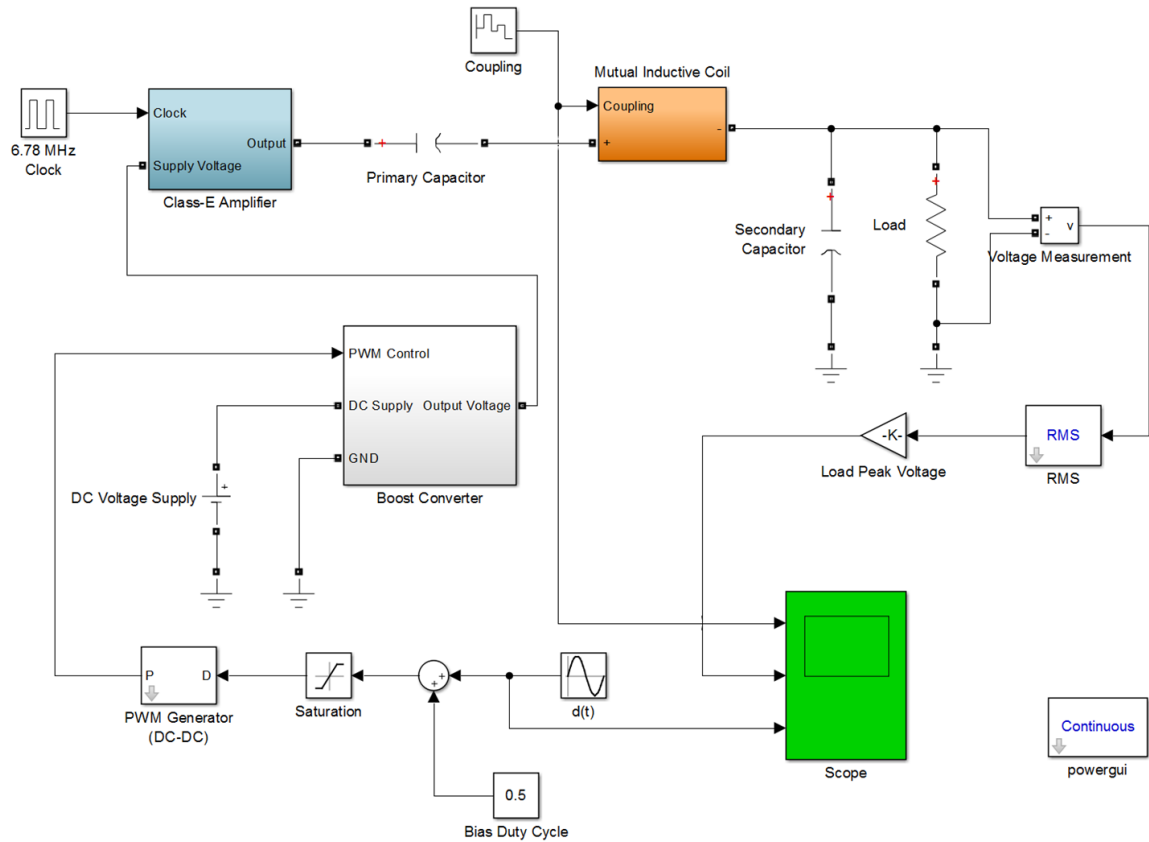 Coupling
Mutual Inductive Coil
6.78 MHz
Clock
Clock
Supply Voltage
Output
Class-E Amplifier
+
Primary Capacitor
Coupling
+
-
+
Secondary
Capacitor
+
Load
+
-
v
Voltage Measurement
PWM Control
DC Supply
Output Voltage
GND
Boost Converter
DC Voltage Supply
+
-K-
Load Peak Voltage
RMS
RMS
P
D
PWM Generator
(DC-DC)
Saturation
+
+
d(t)
Scope
0.5
Bias Duty Cycle
Continuous
powergui